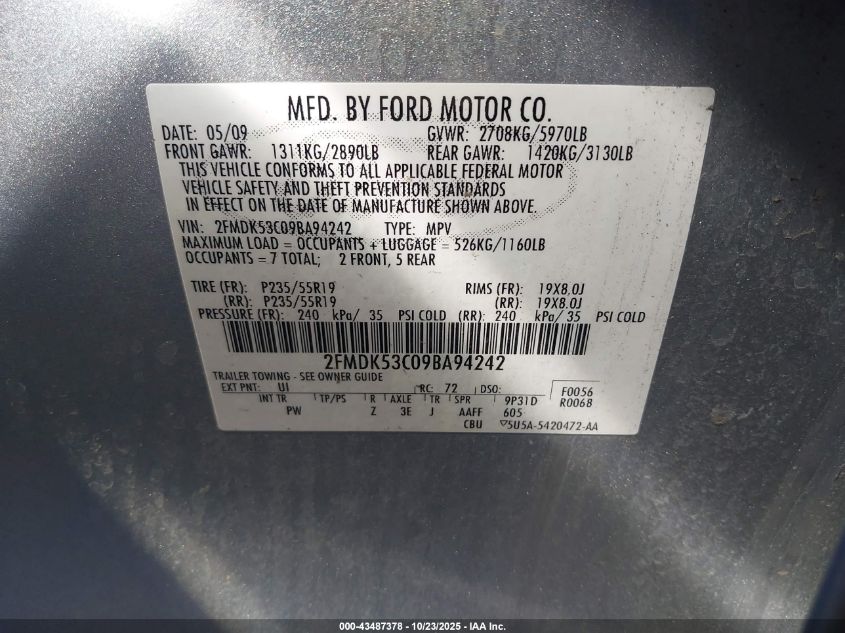 MFD. BY FORD MOTOR CO.
DATE: 05/09 GVWR: 2708KG/5970LB
FRONT GAWR: 1311KG/2890LB REAR GAWR: 1420KG/3130LB
THIS VEHICLE CONFORMS TO ALL APPLICABLE FEDERAL MOTOR
VEHICLE SAFETY AND THEFT PREVENTION STANDARDS
IN EFFECT ON THE DATE OF MANUFACTURE SHOWN ABOVE.
VIN: 2FMDK53C09BA94242 TYPE: MPV
MAXIMUM LOAD = OCCUPANTS + LUGGAGE = 526KG/1160LB
OCCUPANTS = 7 TOTAL; 2 FRONT, 5 REAR
TIRE (FR): P235/55R19 RIMS (FR): 19X8.0J
(RR): P235/55R19 (RR): 19X8.0J
PRESSURE (FR): 240 kPa/ 35 PSI COLD (RR): 240 kPa/ 35 PSI COLD
2FMDK53C09BA94242
TRAILER TOWING - SEE OWNER GUIDE
EXT PNT: UI RC: 72 DSO: F0056
INT TR TP/PS R AXLE TR SPR 9P31D R0068
PW Z 3E J AAFF 605
CBU ▽5U5A-5420472-AA
000-43487378 - 10/23/2025 - IAA Inc.